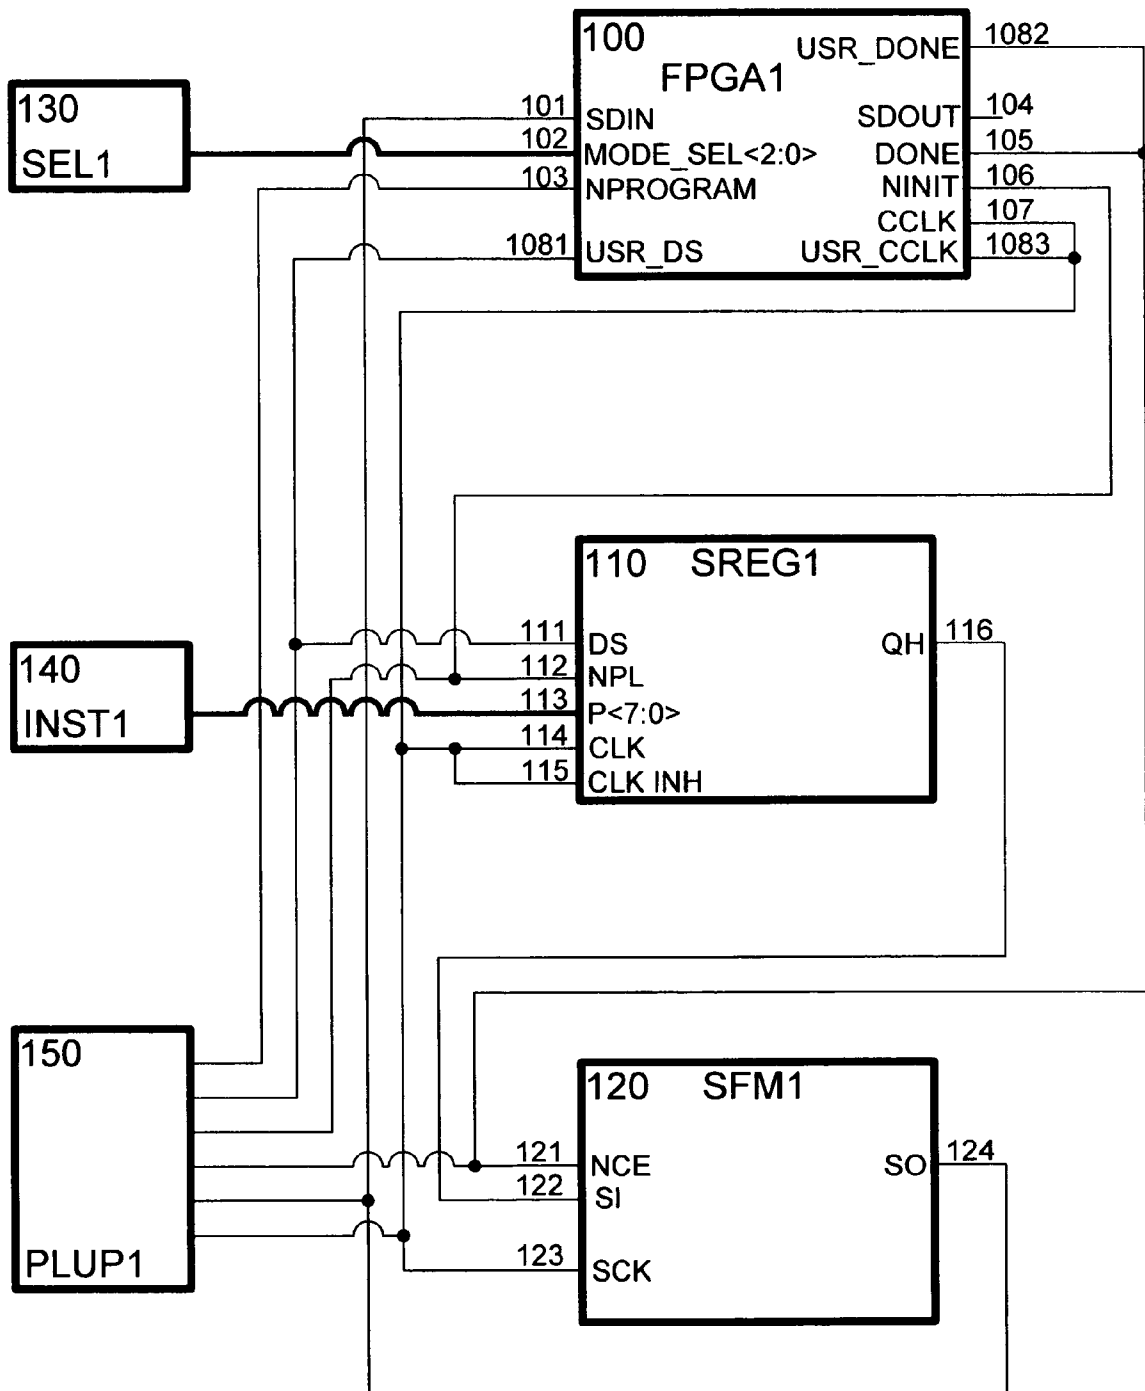 100
FPGA1
USR_DONE
1082
101
SDIN
SDOUT
104
102
MODE_SEL<2:0>
DONE
105
103
NPROGRAM
NINIT
106
CCLK
107
1081
USR_DS
USR_CCLK
1083
130
SEL1
110
SREG1
111
DS
QH
116
112
NPL
113
P<7:0>
114
CLK
115
CLK INH
140
INST1
150
PLUP1
120
SFM1
121
NCE
SO
124
122
SI
123
SCK